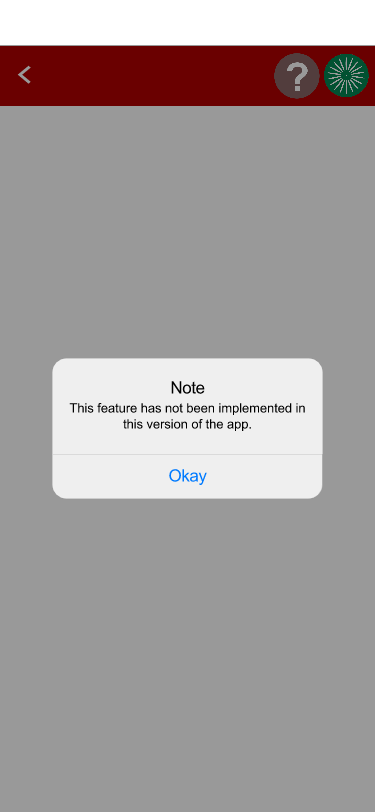 ?
Note
This feature has not been implemented in
this version of the app.
Okay